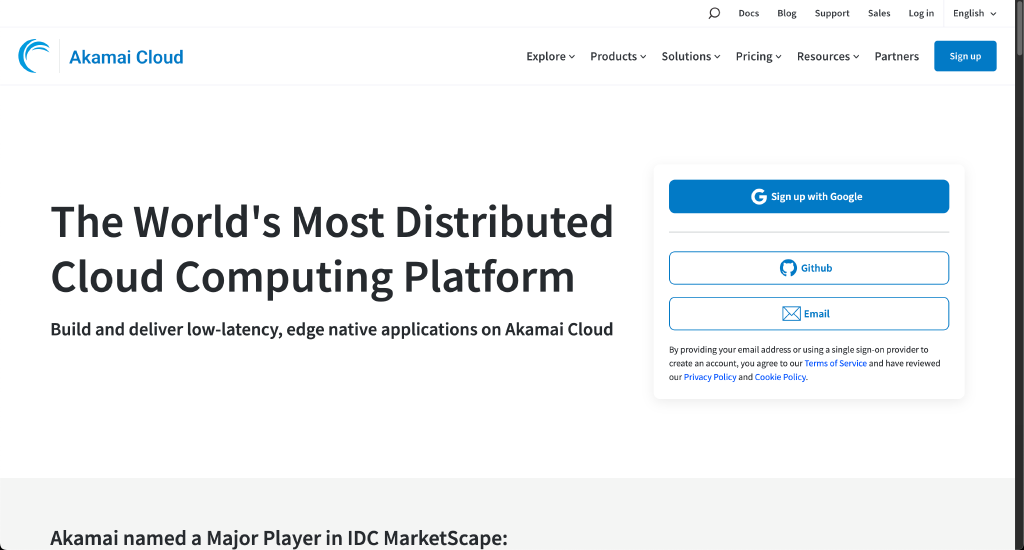 Docs Blog Support Sales Log in English
Akamai Cloud
Explore Products Solutions Pricing Resources Partners Sign up
The World's Most Distributed
Cloud Computing Platform
Build and deliver low-latency, edge native applications on Akamai Cloud
Sign up with Google
Github
Email
By providing your email address or using a single sign-on provider to
create an account, you agree to our Terms of Service and have reviewed
our Privacy Policy and Cookie Policy.
Akamai named a Major Player in IDC MarketScape: